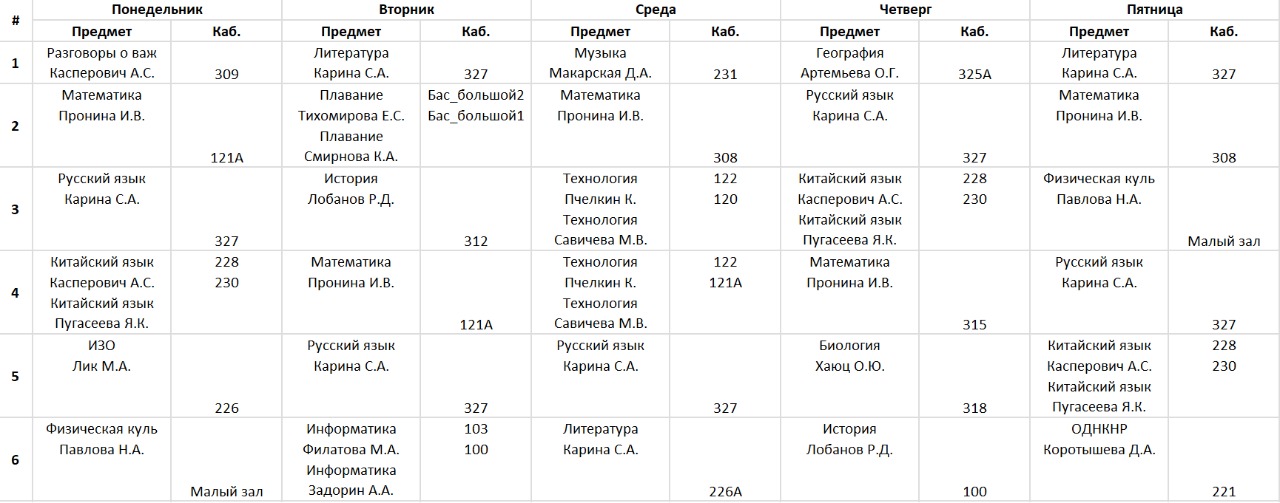 # Понедельник Вторник Среда Четверг Пятница
Предмет Каб. Предмет Каб. Предмет Каб. Предмет Каб. Предмет Каб.
1
Разговоры о важ Литература Музыка География Литература
Касперович А.С. 309 Карина С.А. 327 Макарская Д.А. 231 Артемьева О.Г. 325А Карина С.А. 327
2
Математика Плавание Бас_большой2 Математика Русский язык Математика
Пронина И.В. Тихомирова Е.С. Бас_большой1 Пронина И.В. Карина С.А. Пронина И.В.
Плавание
121А Смирнова К.А. 308 327 308
3
Русский язык История Технология 122 Китайский язык 228 Физическая куль
Карина С.А. Лобанов Р.Д. Пчелкин К. 120 Касперович А.С. 230 Павлова Н.А.
Технология Китайский язык
327 312 Савичева М.В. Пугасеева Я.К. Малый зал
4
Китайский язык 228 Математика Технология 122 Математика Русский язык
Касперович А.С. 230 Пронина И.В. Пчелкин К. 121А Пронина И.В. Карина С.А.
Китайский язык Технология
Пугасеева Я.К. 121А Савичева М.В. 315 327
5
ИЗО Русский язык Русский язык Биология Китайский язык 228
Лик М.А. Карина С.А. Карина С.А. Хаюц О.Ю. Касперович А.С. 230
Китайский язык
226 327 327 318 Пугасеева Я.К.
6
Физическая куль Информатика 103 Литература История ОДНКНР
Павлова Н.А. Филатова М.А. 100 Карина С.А. Лобанов Р.Д. Коротышева Д.А.
Информатика
Малый зал Задорин А.А. 226А 100 221